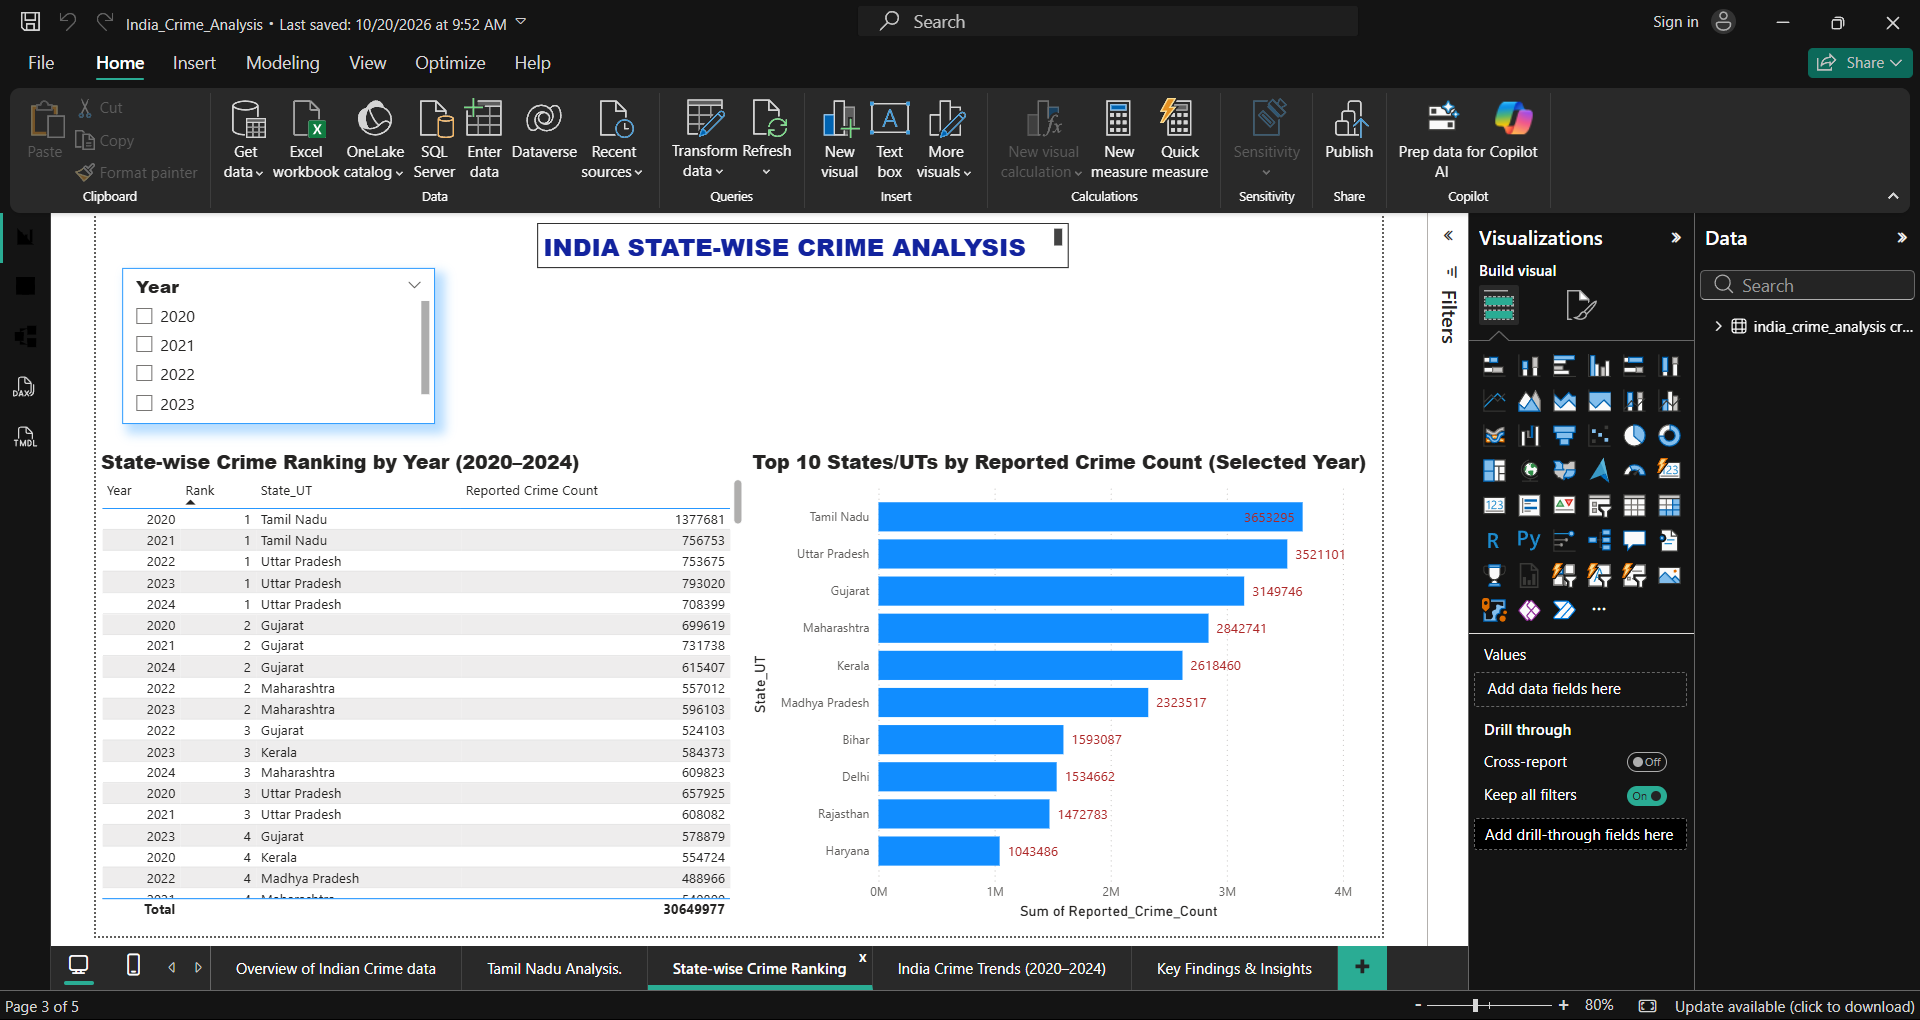 India_Crime_Analysis • Last saved: 10/20/2026 at 9:52 AM
Search
Sign in
File Home Insert Modeling View Optimize Help
Share
Paste
Cut
Copy
Format painter
Clipboard
Get data
Excel workbook
OneLake catalog
SQL Server
Enter data
Dataverse
Recent sources
Data
Transform data
Refresh
Queries
New visual
Text box
More visuals
Insert
New visual calculation
New measure
Quick measure
Calculations
Sensitivity
Sensitivity
Publish
Share
Prep data for AI
Copilot
Copilot
DAX
TMDL
INDIA STATE-WISE CRIME ANALYSIS
Year
2020
2021
2022
2023
State-wise Crime Ranking by Year (2020–2024)
Year Rank State_UT Reported Crime Count
2020 1 Tamil Nadu 1377681
2021 1 Tamil Nadu 756753
2022 1 Uttar Pradesh 753675
2023 1 Uttar Pradesh 793020
2024 1 Uttar Pradesh 708399
2020 2 Gujarat 699619
2021 2 Gujarat 731738
2024 2 Gujarat 615407
2022 2 Maharashtra 557012
2023 2 Maharashtra 596103
2022 3 Gujarat 524103
2023 3 Kerala 584373
2024 3 Maharashtra 609823
2020 3 Uttar Pradesh 657925
2021 3 Uttar Pradesh 608082
2023 4 Gujarat 578879
2020 4 Kerala 554724
2022 4 Madhya Pradesh 488966
Total 30649977
Top 10 States/UTs by Reported Crime Count (Selected Year)
State_UT
Tamil Nadu 3653295
Uttar Pradesh 3521101
Gujarat 3149746
Maharashtra 2842741
Kerala 2618460
Madhya Pradesh 2323517
Bihar 1593087
Delhi 1534662
Rajasthan 1472783
Haryana 1043486
0M 1M 2M 3M 4M
Sum of Reported_Crime_Count
Filters
Visualizations
Build visual
123
123
R
Py
Values
Add data fields here
Drill through
Cross-report
Off
Keep all filters
On
Add drill-through fields here
Data
Search
india_crime_analysis cr...
Overview of Indian Crime data
Tamil Nadu Analysis.
State-wise Crime Ranking
x
India Crime Trends (2020–2024)
Key Findings & Insights
Page 3 of 5
- + 80%
Update available (click to download)